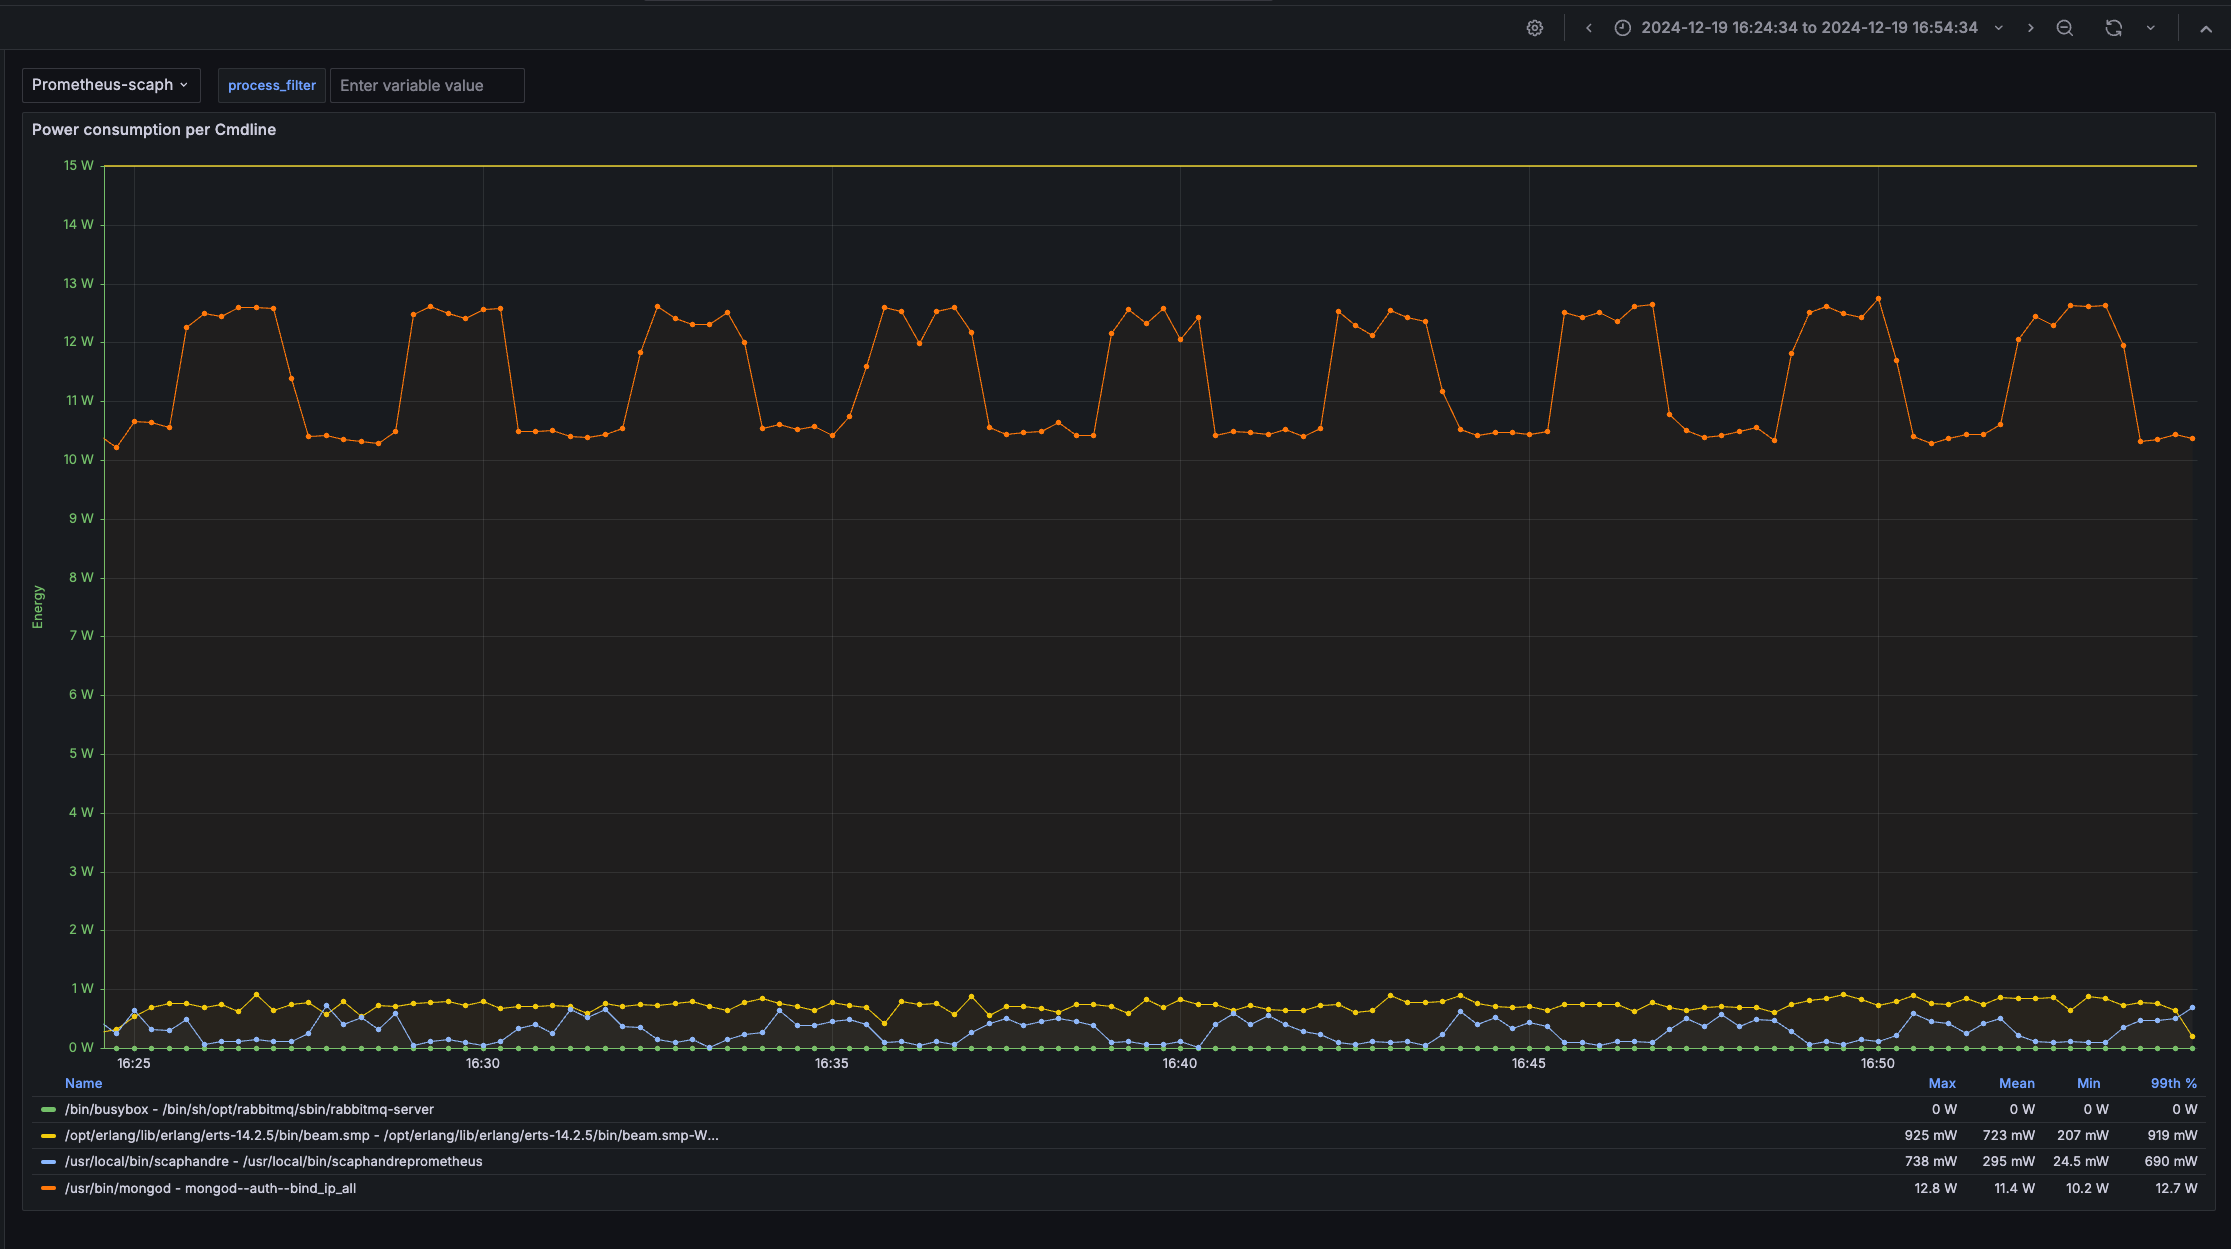 2024-12-19 16:24:34 to 2024-12-19 16:54:34
Prometheus-scaph process_filter Enter variable value
Power consumption per Cmdline
15 W
14 W
13 W
12 W
11 W
10 W
9 W
8 W
7 W
6 W
5 W
4 W
3 W
2 W
1 W
0 W
Energy
16:25 16:30 16:35 16:40 16:45 16:50
Name Max Mean Min 99th %
/bin/busybox - /bin/sh/opt/rabbitmq/sbin/rabbitmq-server 0 W 0 W 0 W 0 W
/opt/erlang/lib/erlang/erts-14.2.5/bin/beam.smp - /opt/erlang/lib/erlang/erts-14.2.5/bin/beam.smp-W... 925 mW 723 mW 207 mW 919 mW
/usr/local/bin/scaphandre - /usr/local/bin/scaphandreprometheus 738 mW 295 mW 24.5 mW 690 mW
/usr/bin/mongod - mongod--auth--bind_ip_all 12.8 W 11.4 W 10.2 W 12.7 W